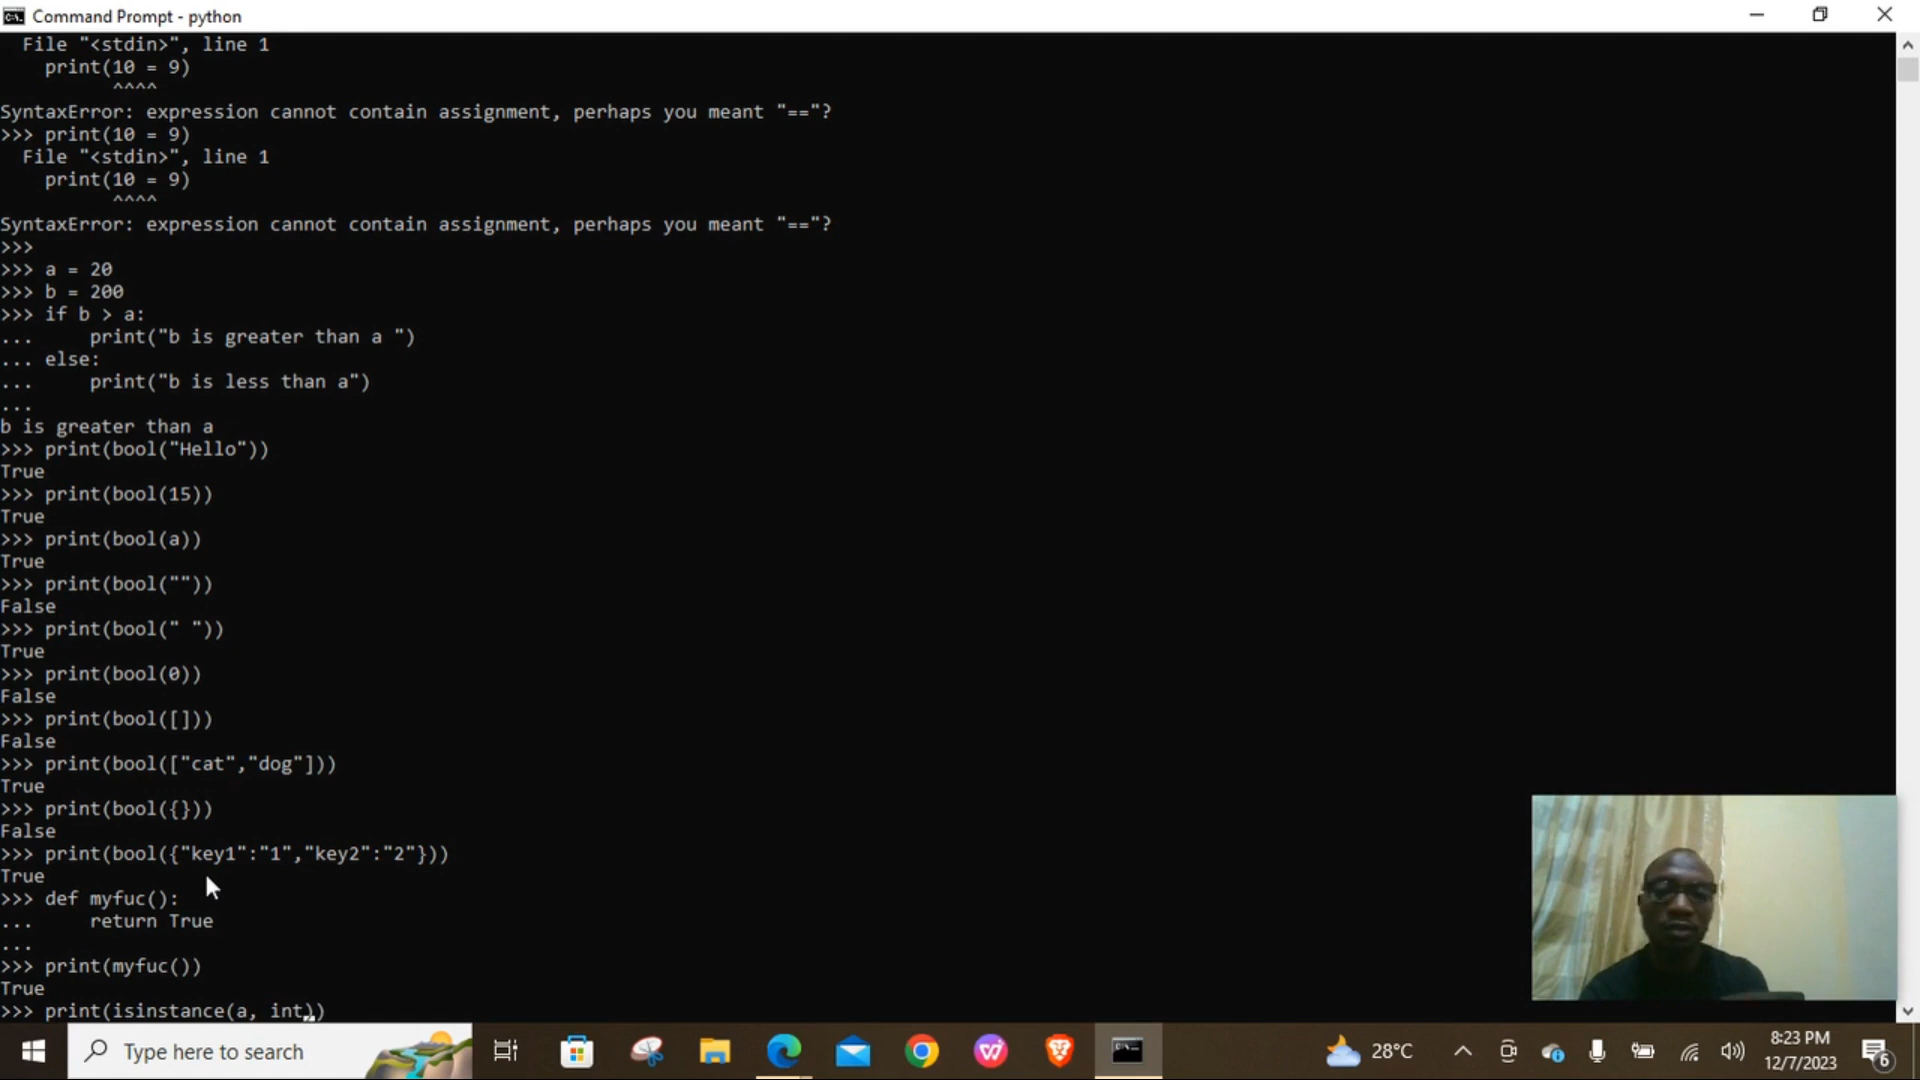 Command Prompt - python
File "<stdin>", line 1
print(10 = 9)
^^^^
SyntaxError: expression cannot contain assignment, perhaps you meant "=="?
>>> print(10 = 9)
File "<stdin>", line 1
print(10 = 9)
^^^^
SyntaxError: expression cannot contain assignment, perhaps you meant "=="?
>>>
>>> a = 20
>>> b = 200
>>> if b > a:
...     print("b is greater than a ")
... else:
...     print("b is less than a")
...
b is greater than a
>>> print(bool("Hello"))
True
>>> print(bool(15))
True
>>> print(bool(a))
True
>>> print(bool(""))
False
>>> print(bool(" "))
True
>>> print(bool(0))
False
>>> print(bool([]))
False
>>> print(bool(["cat","dog"]))
True
>>> print(bool({}))
False
>>> print(bool({"key1":"1","key2":"2"}))
True
>>> def myfuc():
...     return True
...
>>> print(myfuc())
True
>>> print(isinstance(a, int))
Type here to search
28°C
8:23 PM
12/7/2023
6